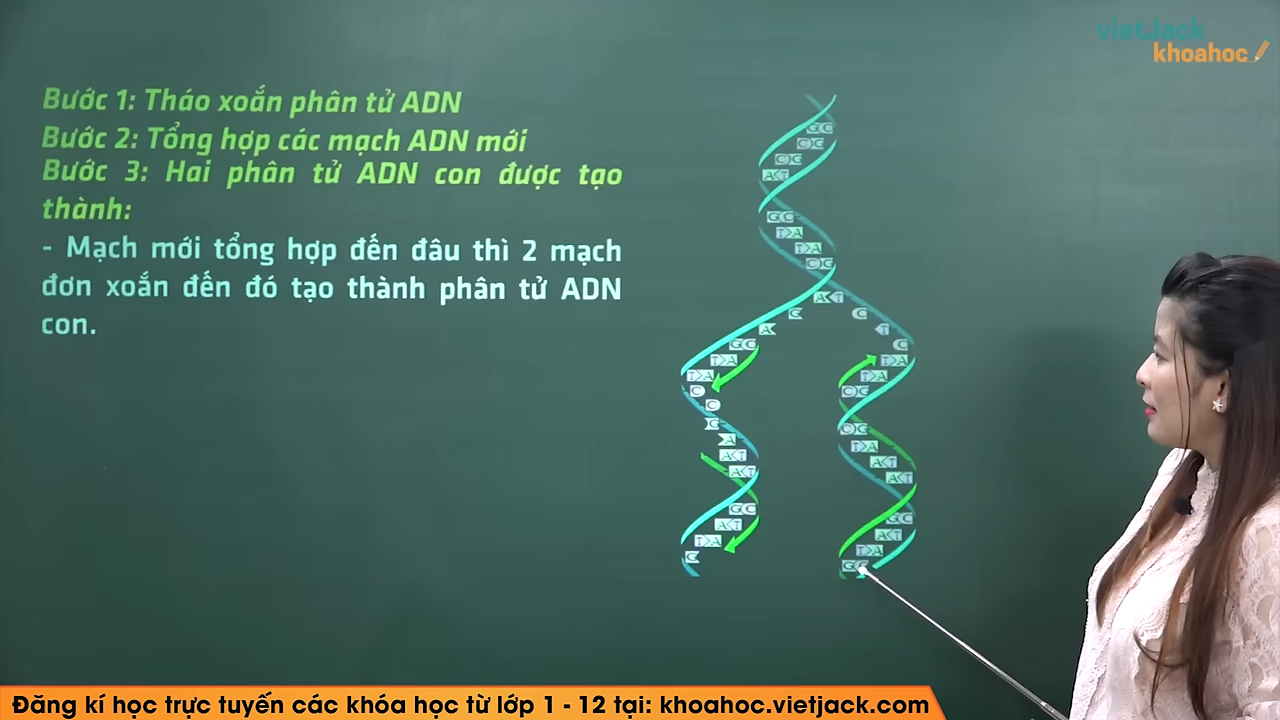 vietJack
khoahoc
Bước 1: Tháo xoắn phân tử ADN
Bước 2: Tổng hợp các mạch ADN mới
Bước 3: Hai phân tử ADN con được tạo
thành:
- Mạch mới tổng hợp đến đâu thì 2 mạch
đơn xoắn đến đó tạo thành phân tử ADN
con.
Đăng kí học trực tuyến các khóa học từ lớp 1 - 12 tại: khoahoc.vietjack.com